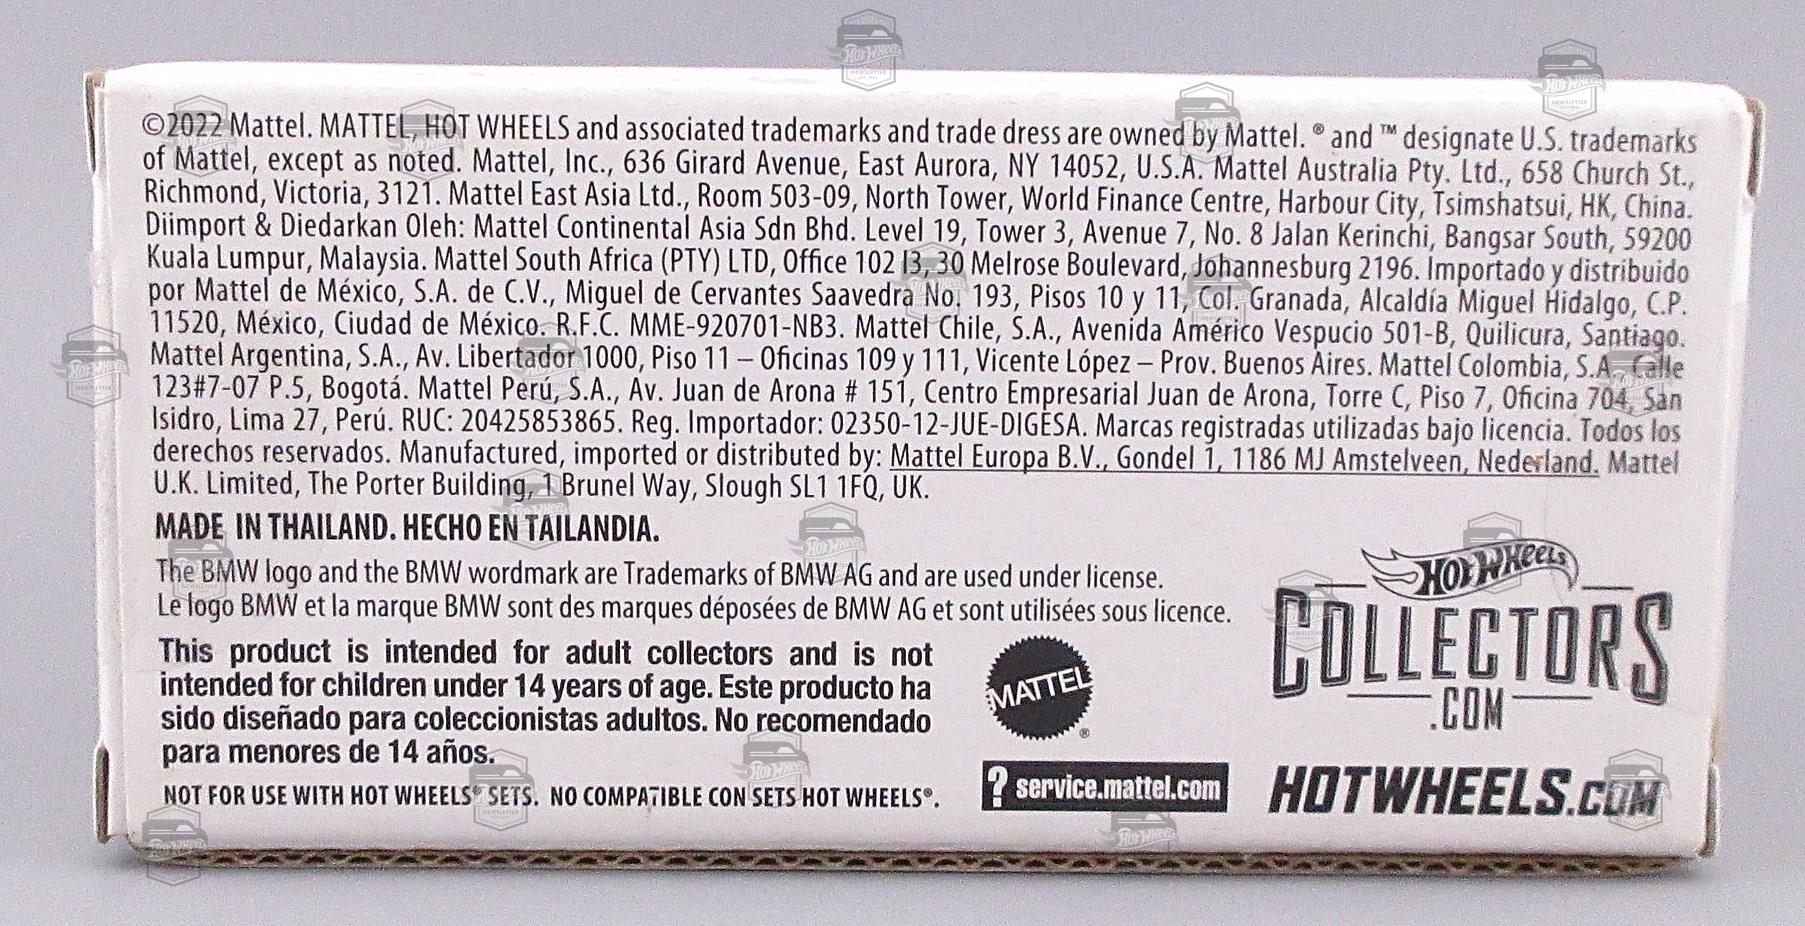 ©2022 Mattel. MATTEL, HOT WHEELS and associated trademarks and trade dress are owned by Mattel. ® and ™ designate U.S. trademarks
of Mattel, except as noted. Mattel, Inc., 636 Girard Avenue, East Aurora, NY 14052, U.S.A. Mattel Australia Pty. Ltd., 658 Church St.,
Richmond, Victoria, 3121. Mattel East Asia Ltd., Room 503-09, North Tower, World Finance Centre, Harbour City, Tsimshatsui, HK, China.
Diimport & Diedarkan Oleh: Mattel Continental Asia Sdn Bhd. Level 19, Tower 3, Avenue 7, No. 8 Jalan Kerinchi, Bangsar South, 59200
Kuala Lumpur, Malaysia. Mattel South Africa (PTY) LTD, Office 102 I3, 30 Melrose Boulevard, Johannesburg 2196. Importado y distribuido
por Mattel de México, S.A. de C.V., Miguel de Cervantes Saavedra No. 193, Pisos 10 y 11, Col. Granada, Alcaldía Miguel Hidalgo, C.P.
11520, México, Ciudad de México. R.F.C. MME-920701-NB3. Mattel Chile, S.A., Avenida Américo Vespucio 501-B, Quilicura, Santiago.
Mattel Argentina, S.A., Av. Libertador 1000, Piso 11 – Oficinas 109 y 111, Vicente López – Prov. Buenos Aires. Mattel Colombia, S.A., Calle
123#7-07 P.5, Bogotá. Mattel Perú, S.A., Av. Juan de Arona # 151, Centro Empresarial Juan de Arona, Torre C, Piso 7, Oficina 704, San
Isidro, Lima 27, Perú. RUC: 20425853865. Reg. Importador: 02350-12-JUE-DIGESA. Marcas registradas utilizadas bajo licencia. Todos los
derechos reservados. Manufactured, imported or distributed by: Mattel Europa B.V., Gondel 1, 1186 MJ Amstelveen, Nederland. Mattel
U.K. Limited, The Porter Building, 1 Brunel Way, Slough SL1 1FQ, UK.
MADE IN THAILAND. HECHO EN TAILANDIA.
The BMW logo and the BMW wordmark are Trademarks of BMW AG and are used under license.
Le logo BMW et la marque BMW sont des marques déposées de BMW AG et sont utilisées sous licence.
This product is intended for adult collectors and is not
intended for children under 14 years of age. Este producto ha
sido diseñado para coleccionistas adultos. No recomendado
para menores de 14 años.
NOT FOR USE WITH HOT WHEELS® SETS. NO COMPATIBLE CON SETS HOT WHEELS®.
MATTEL ®
? service.mattel.com
HOT WHEELS
COLLECTORS
.COM
HOTWHEELS.COM